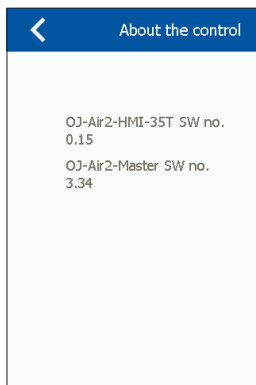 About the control
OJ-Air2-HMI-35T SW no.
0.15
OJ-Air2-Master SW no.
3.34